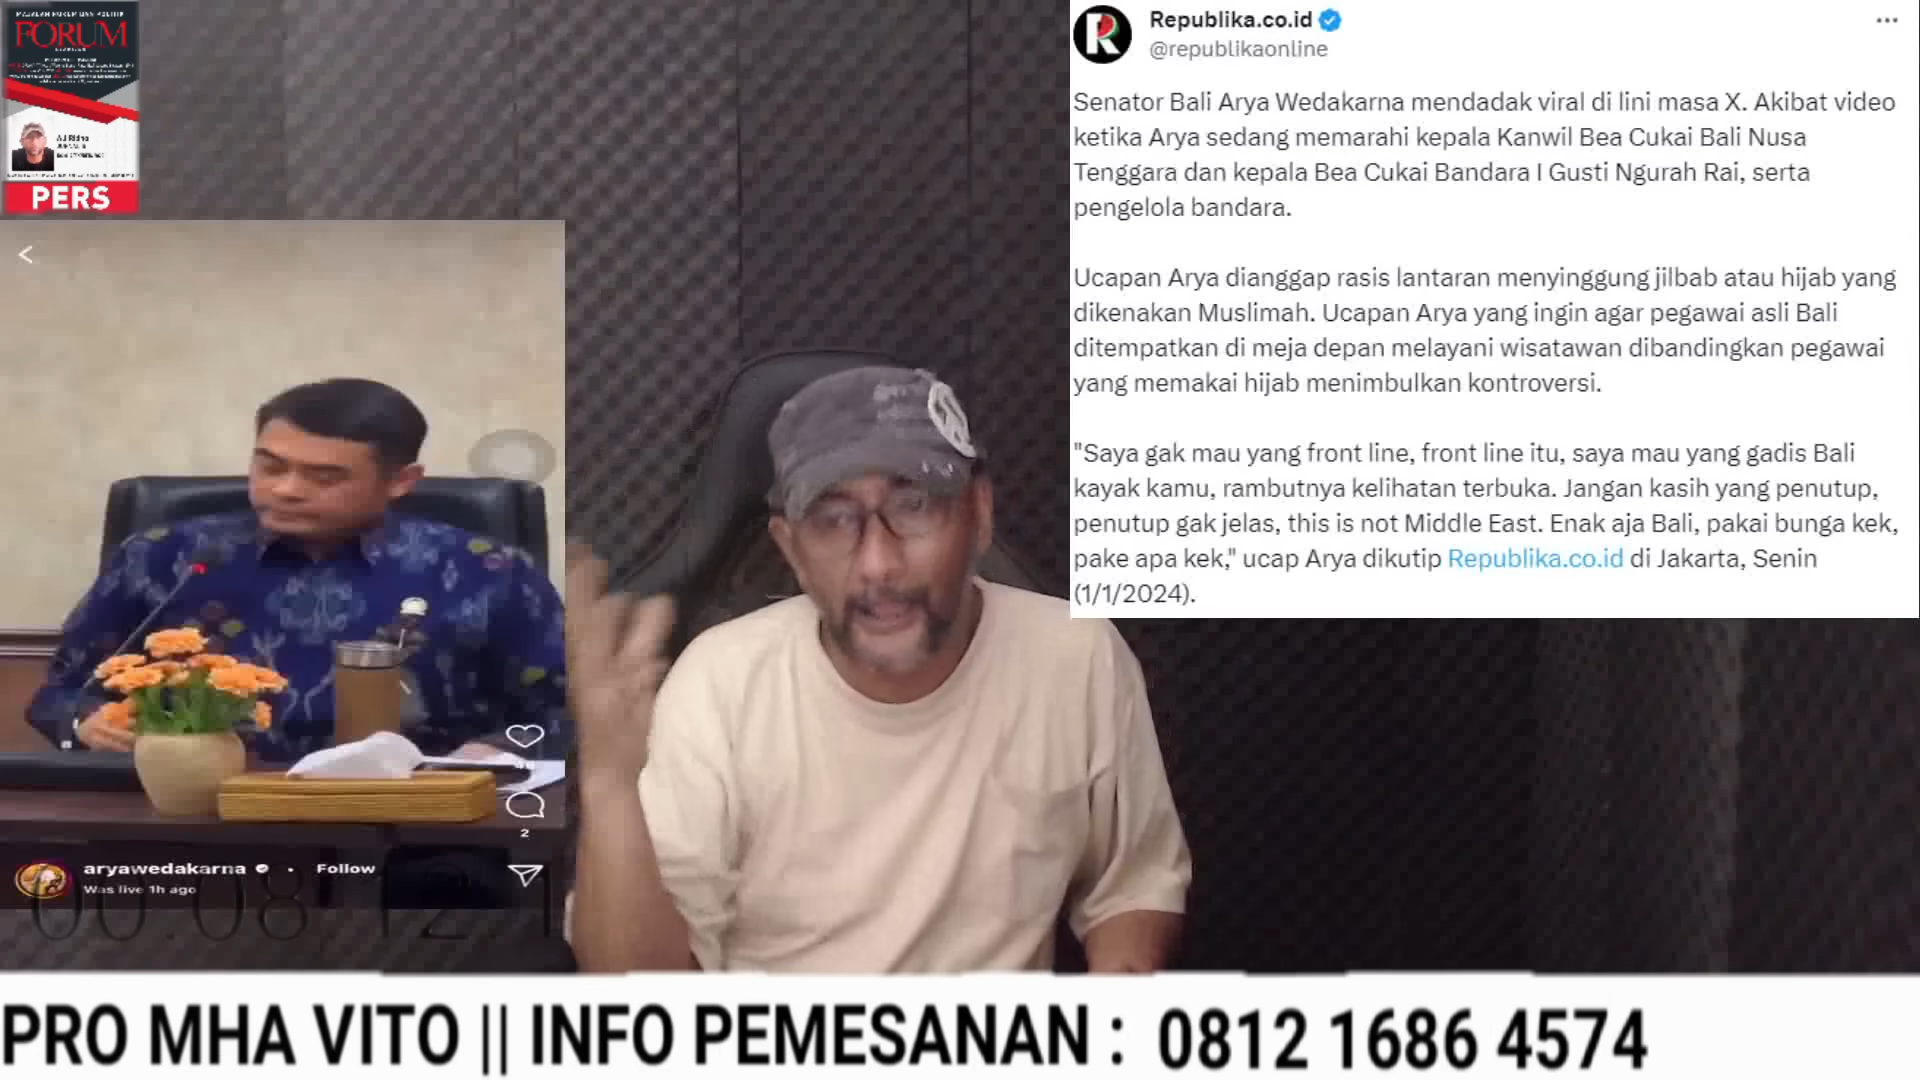 MAJALAH FORUM DAN POLITIK
FORUM
PERS
Republika.co.id
@republikaonline
Senator Bali Arya Wedakarna mendadak viral di lini masa X. Akibat video
ketika Arya sedang memarahi kepala Kanwil Bea Cukai Bali Nusa
Tenggara dan kepala Bea Cukai Bandara I Gusti Ngurah Rai, serta
pengelola bandara.
Ucapan Arya dianggap rasis lantaran menyinggung jilbab atau hijab yang
dikenakan Muslimah. Ucapan Arya yang ingin agar pegawai asli Bali
ditempatkan di meja depan melayani wisatawan dibandingkan pegawai
yang memakai hijab menimbulkan kontroversi.
"Saya gak mau yang front line, front line itu, saya mau yang gadis Bali
kayak kamu, rambutnya kelihatan terbuka. Jangan kasih yang penutup,
penutup gak jelas, this is not Middle East. Enak aja Bali, pakai bunga kek,
pake apa kek," ucap Arya dikutip Republika.co.id di Jakarta, Senin
(1/1/2024).
2
aryawedakarna • Follow
Was live 1h ago
00:08:12
PRO MHA VITO || INFO PEMESANAN : 0812 1686 4574